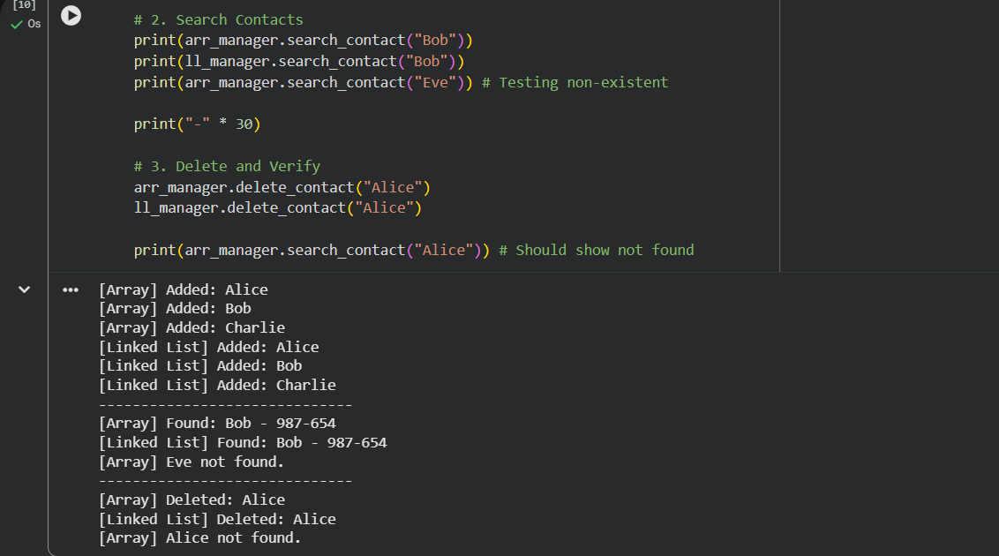 [10]
0s
# 2. Search Contacts
print(arr_manager.search_contact("Bob"))
print(ll_manager.search_contact("Bob"))
print(arr_manager.search_contact("Eve")) # Testing non-existent
print("-" * 30)
# 3. Delete and Verify
arr_manager.delete_contact("Alice")
ll_manager.delete_contact("Alice")
print(arr_manager.search_contact("Alice")) # Should show not found
[Array] Added: Alice
[Array] Added: Bob
[Array] Added: Charlie
[Linked List] Added: Alice
[Linked List] Added: Bob
[Linked List] Added: Charlie
------------------------------
[Array] Found: Bob - 987-654
[Linked List] Found: Bob - 987-654
[Array] Eve not found.
------------------------------
[Array] Deleted: Alice
[Linked List] Deleted: Alice
[Array] Alice not found.